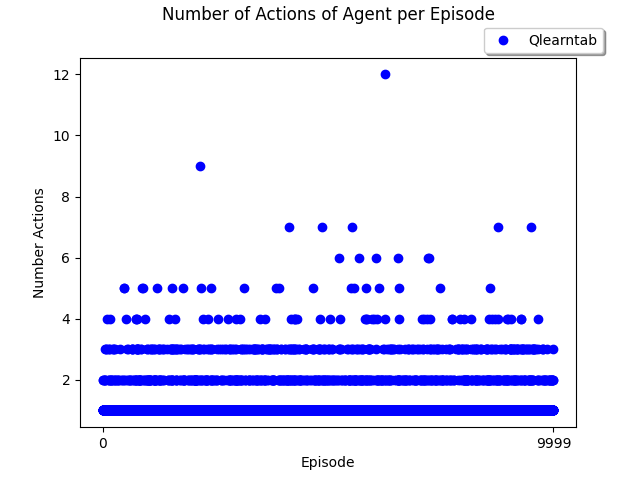 Number of Actions of Agent per Episode
Qlearntab
12
10
8
6
4
2
Number Actions
0
9999
Episode